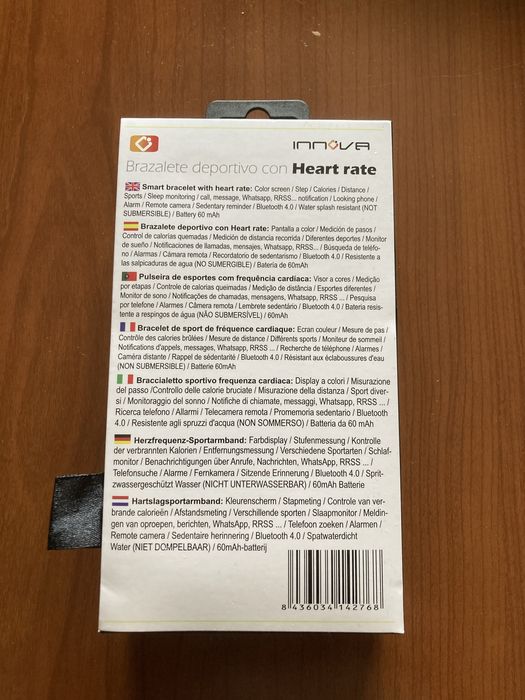 INNOVA
Brazalete deportivo con Heart rate
Smart bracelet with heart rate: Color screen / Step / Calories / Distance /
Sports / Sleep monitoring / call, message, Whatsapp, RRSS... notification / Looking phone /
Alarm / Remote camera / Sedentary reminder / Bluetooth 4.0 / Water splash resistant (NOT
SUBMERSIBLE) / Battery 60 mAh
Brazalete deportivo con Heart rate: Pantalla a color / Medición de pasos /
Control de calorías quemadas / Medición de distancia recorrida / Diferentes deportes / Monitor
de sueño / Notificaciones de llamadas, mensajes, Whatsapp, RRSS... / Búsqueda de teléfo-
no / Alarmas / Cámara remota / Recordatorio de sedentarismo / Bluetooth 4.0 / Resistente a
las salpicaduras de agua (NO SUMERGIBLE) / Batería de 60mAh
Pulseira de esportes com frequência cardíaca: Visor a cores / Medição
por etapas / Controle de calorias queimadas / Medição de distância / Esportes diferentes /
Monitor de sono / Notificações de chamadas, mensagens, Whatsapp, RRSS ... / Pesquisa
por telefone / Alarmes / Câmera remota / Lembrete sedentário / Bluetooth 4.0 / Bateria resis-
tente a respingos de água (NÃO SUBMERSÍVEL) / 60mAh
Bracelet de sport de fréquence cardiaque: Ecran couleur / Mesure de pas /
Contrôle des calories brûlées / Mesure de distance / Différents sports / Moniteur de sommeil /
Notifications d'appels, messages, Whatsapp, RRSS ... / Recherche de téléphone / Alarmes /
Caméra distante / Rappel de sédentarité / Bluetooth 4.0 / Résistant aux éclaboussures d'eau
(NON SUBMERSIBLE) / Batterie 60mAh
Braccialetto sportivo frequenza cardiaca: Display a colori / Misurazione
del passo /Controllo delle calorie bruciate / Misurazione della distanza / Sport diver-
si / Monitoraggio del sonno / Notifiche di chiamate, messaggi, Whatsapp, RRSS ... /
Ricerca telefono / Allarmi / Telecamera remota / Promemoria sedentario / Bluetooth
4.0 / Resistente agli spruzzi d'acqua (NON SOMMERSO) / Batteria da 60 mAh
Herzfrequenz-Sportarmband: Farbdisplay / Stufenmessung / Kontrolle
der verbrannten Kalorien / Entfernungsmessung / Verschiedene Sportarten / Schlaf-
monitor / Benachrichtigungen über Anrufe, Nachrichten, WhatsApp, RRSS ... /
Telefonsuche / Alarme / Fernkamera / Sitzende Erinnerung / Bluetooth 4.0 / Sprit-
zwassergeschützt Wasser (NICHT UNTERWASSERBAR) / 60mAh Batterie
Hartslagsportarmband: Kleurenscherm / Stapmeting / Controle van ver-
brande calorieën / Afstandsmeting / Verschillende sporten / Slaapmonitor / Meldin-
gen van oproepen, berichten, WhatsApp, RRSS ... / Telefoon zoeken / Alarmen /
Remote camera / Sedentaire herinnering / Bluetooth 4.0 / Spatwaterdicht
Water (NIET DOMPELBAAR) / 60mAh-batterij
8 436034 142768